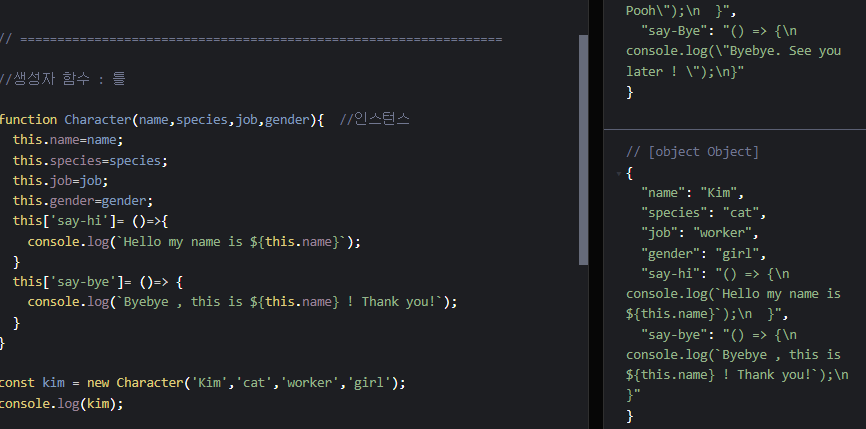 // ================================================================
//생성자 함수 : 틀
function Character(name,species,job,gender){  //인스턴스
  this.name=name;
  this.species=species;
  this.job=job;
  this.gender=gender;
  this['say-hi']= ()=>{
    console.log(`Hello my name is ${this.name}`);
  }
  this['say-bye']= ()=> {
    console.log(`Byebye , this is ${this.name} ! Thank you!`);
  }
}
const kim = new Character('Kim','cat','worker','girl');
console.log(kim);
Pooh\");\n  }",
  "say-Bye": "() => {\n
console.log(\"Byebye. See you
later ! \");\n}"
}
// [object Object]
{
  "name": "Kim",
  "species": "cat",
  "job": "worker",
  "gender": "girl",
  "say-hi": "() => {\n
console.log(`Hello my name is
${this.name}`);\n  }",
  "say-bye": "() => {\n
console.log(`Byebye , this is
${this.name} ! Thank you!`);\n
}"
}